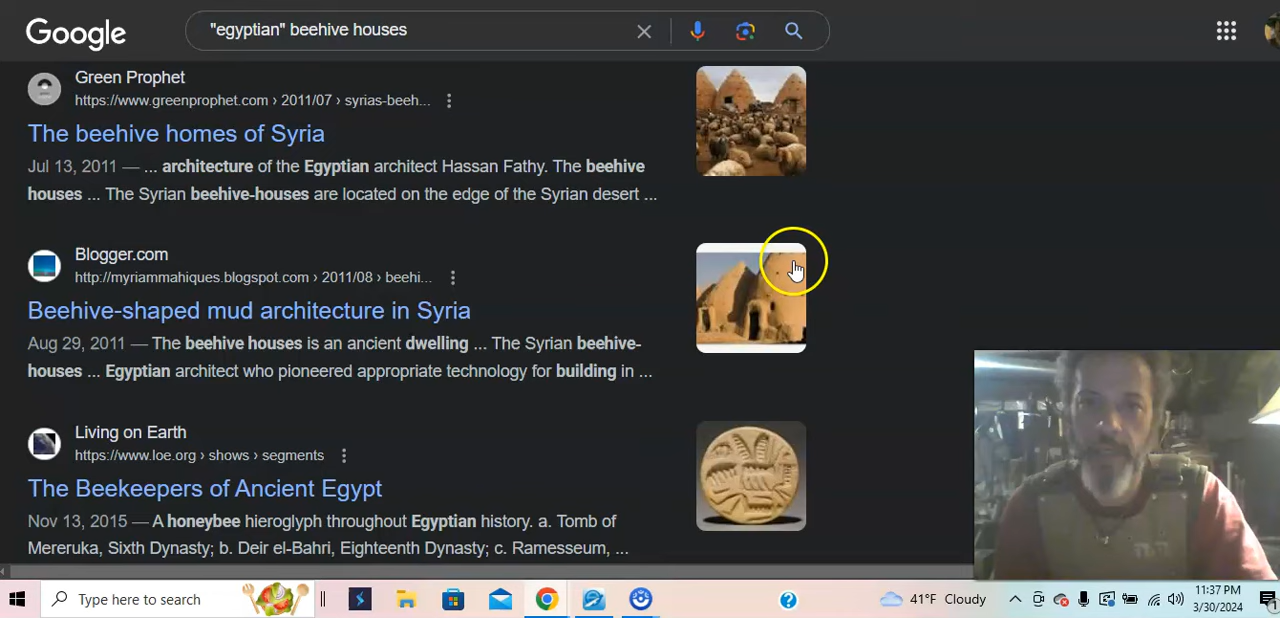 Google
"egyptian" beehive houses
Green Prophet
https://www.greenprophet.com › 2011/07 › syrias-beeh...
The beehive homes of Syria
Jul 13, 2011 — ... architecture of the Egyptian architect Hassan Fathy. The beehive
houses ... The Syrian beehive-houses are located on the edge of the Syrian desert ...
Blogger.com
http://myriammahiques.blogspot.com › 2011/08 › beehi...
Beehive-shaped mud architecture in Syria
Aug 29, 2011 — The beehive houses is an ancient dwelling ... The Syrian beehive-
houses ... Egyptian architect who pioneered appropriate technology for building in ...
Living on Earth
https://www.loe.org › shows › segments
The Beekeepers of Ancient Egypt
Nov 13, 2015 — A honeybee hieroglyph throughout Egyptian history. a. Tomb of
Mereruka, Sixth Dynasty; b. Deir el-Bahri, Eighteenth Dynasty; c. Ramesseum, ...
Type here to search
41°F Cloudy
11:37 PM
3/30/2024